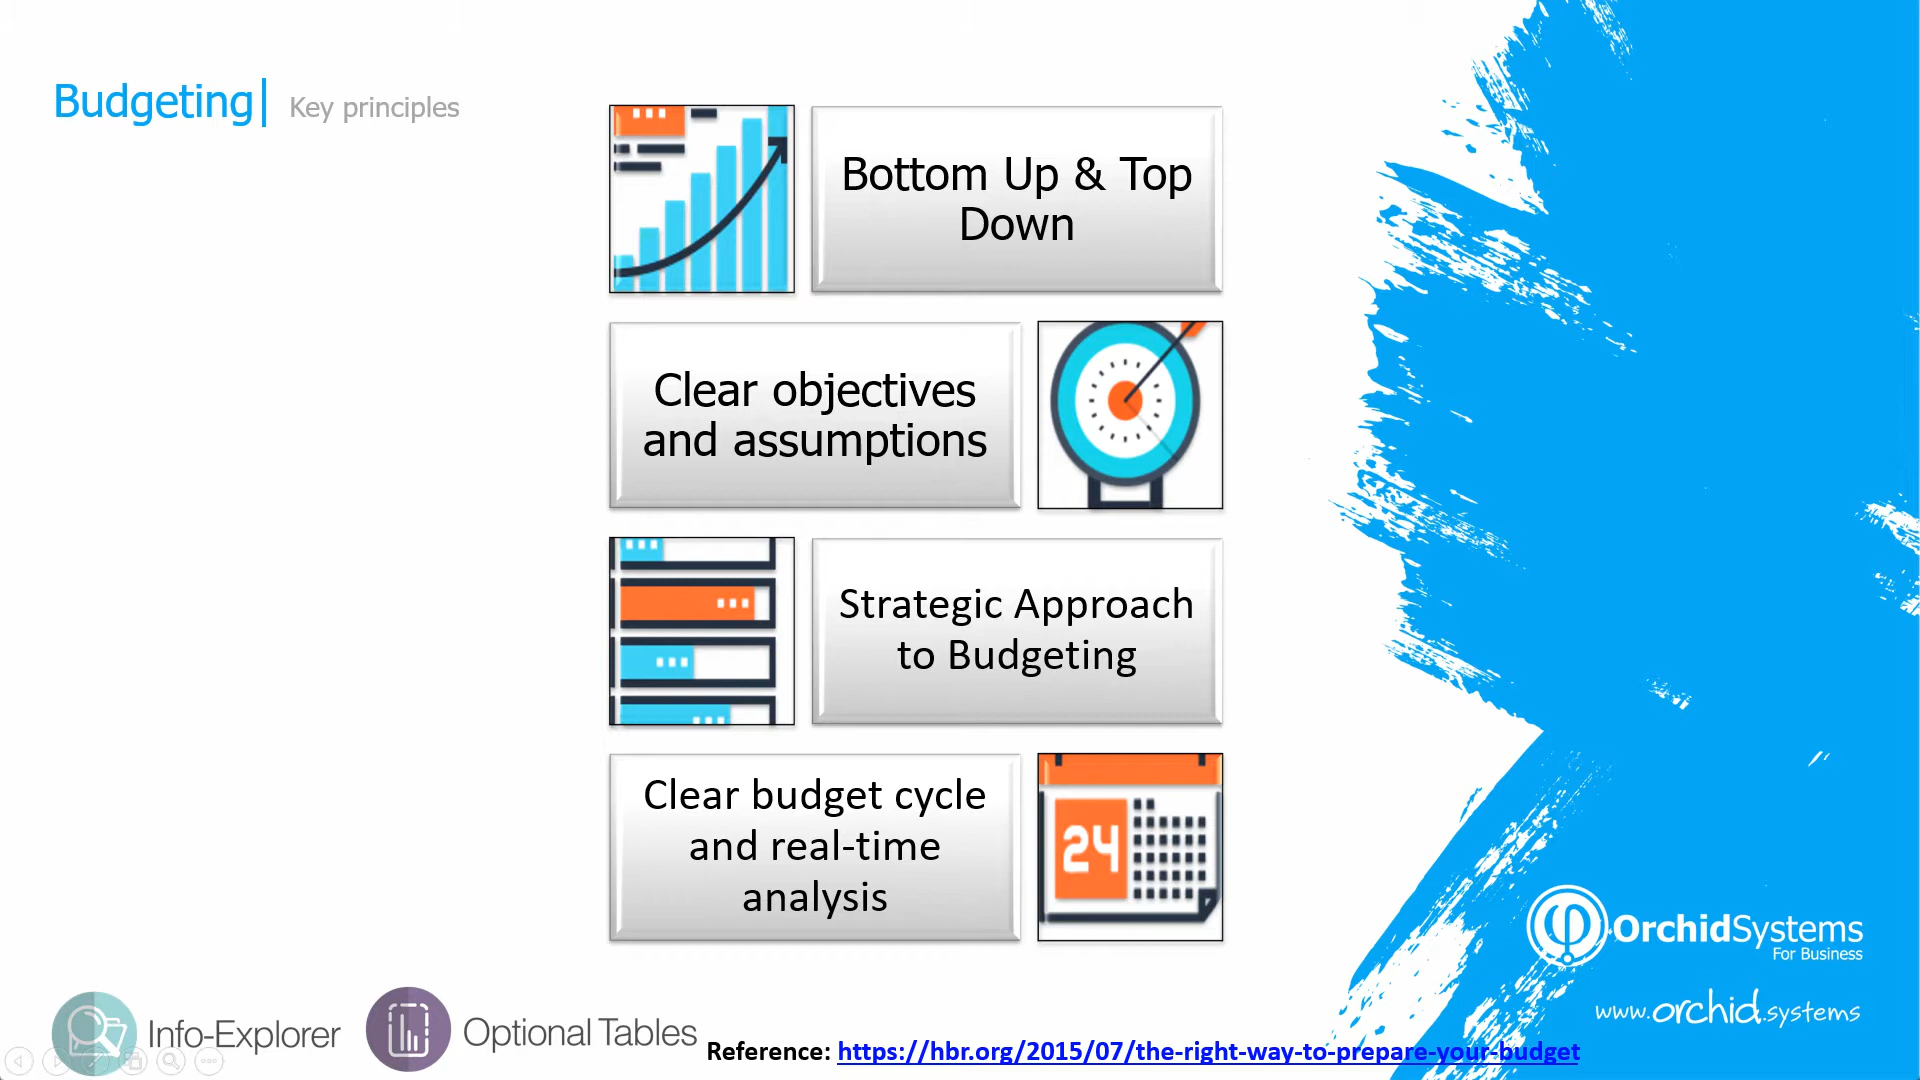 Budgeting| Key principles
Bottom Up & Top
Down
Clear objectives
and assumptions
Strategic Approach
to Budgeting
Clear budget cycle
and real-time
analysis
24
OrchidSystems
For Business
www.orchid.systems
Info-Explorer
Optional Tables
Reference: https://hbr.org/2015/07/the-right-way-to-prepare-your-budget